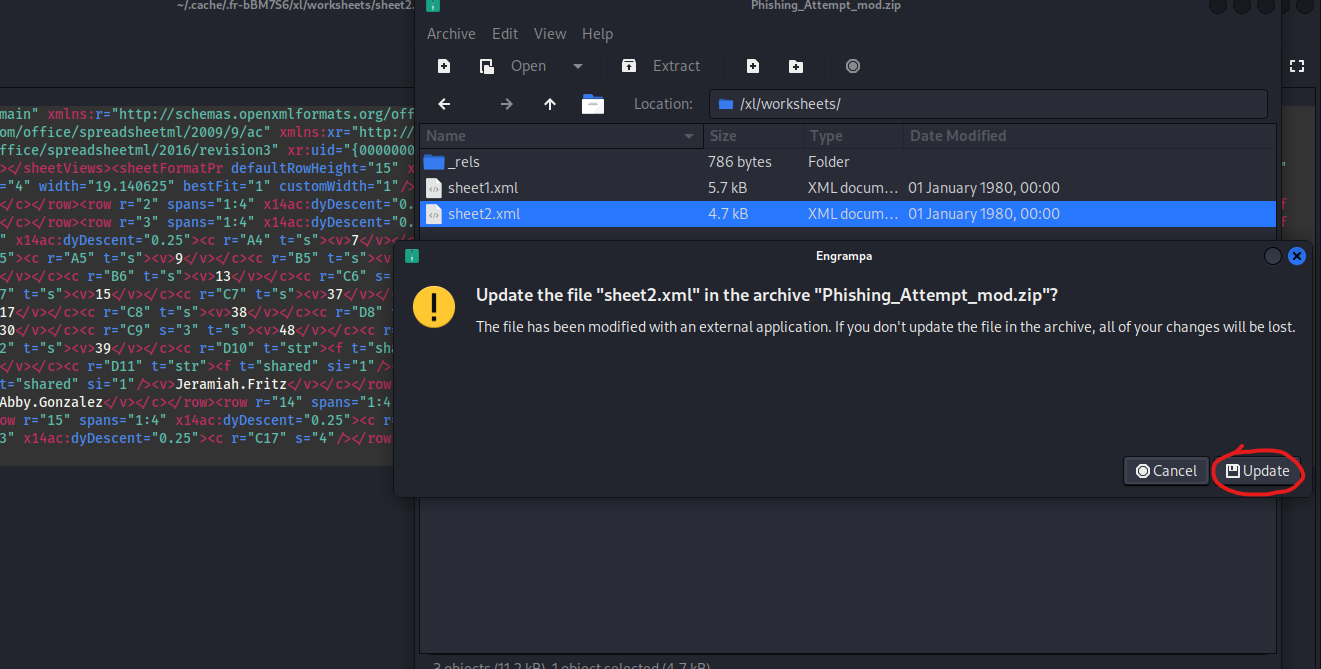 ~/.cache/.fr-bBM7S6/xl/worksheets/sheet2.
Phishing_Attempt_mod.zip
Archive Edit View Help
Open Extract
Location: /xl/worksheets/
Name Size Type Date Modified
_rels 786 bytes Folder
sheet1.xml 5.7 kB XML docum... 01 January 1980, 00:00
sheet2.xml 4.7 kB XML docum... 01 January 1980, 00:00
main" xmlns:r="http://schemas.openxmlformats.org/off
om/office/spreadsheetml/2009/9/ac" xmlns:xr="http://
ffice/spreadsheetml/2016/revision3" xr:uid="{0000000
></sheetViews><sheetFormatPr defaultRowHeight="15" x
="4" width="19.140625" bestFit="1" customWidth="1"/>
</c></row><row r="2" spans="1:4" x14ac:dyDescent="0.
</c></row><row r="3" spans="1:4" x14ac:dyDescent="0.
" x14ac:dyDescent="0.25"><c r="A4" t="s"><v>7</v></c
5"><c r="A5" t="s"><v>9</v></c><c r="B5" t="s"><v
</v></c><c r="B6" t="s"><v>13</v></c><c r="C6" s=
7" t="s"><v>15</v></c><c r="C7" t="s"><v>37</v>
17</v></c><c r="C8" t="s"><v>38</v></c><c r="D8"
30</v></c><c r="C9" s="3" t="s"><v>48</v></c><c r=
2" t="s"><v>39</v></c><c r="D10" t="str"><f t="sha
</v></c><c r="D11" t="str"><f t="shared" si="1"/>
t="shared" si="1"/><v>Jeramiah.Fritz</v></c></row
Abby.Gonzalez</v></c></row><row r="14" spans="1:4
ow r="15" spans="1:4" x14ac:dyDescent="0.25"><c r=
3" x14ac:dyDescent="0.25"><c r="C17" s="4"/></row
Engrampa
Update the file "sheet2.xml" in the archive "Phishing_Attempt_mod.zip"?
The file has been modified with an external application. If you don't update the file in the archive, all of your changes will be lost.
Cancel Update
3 objects (11.2 kB), 1 object selected (4.7 kB)